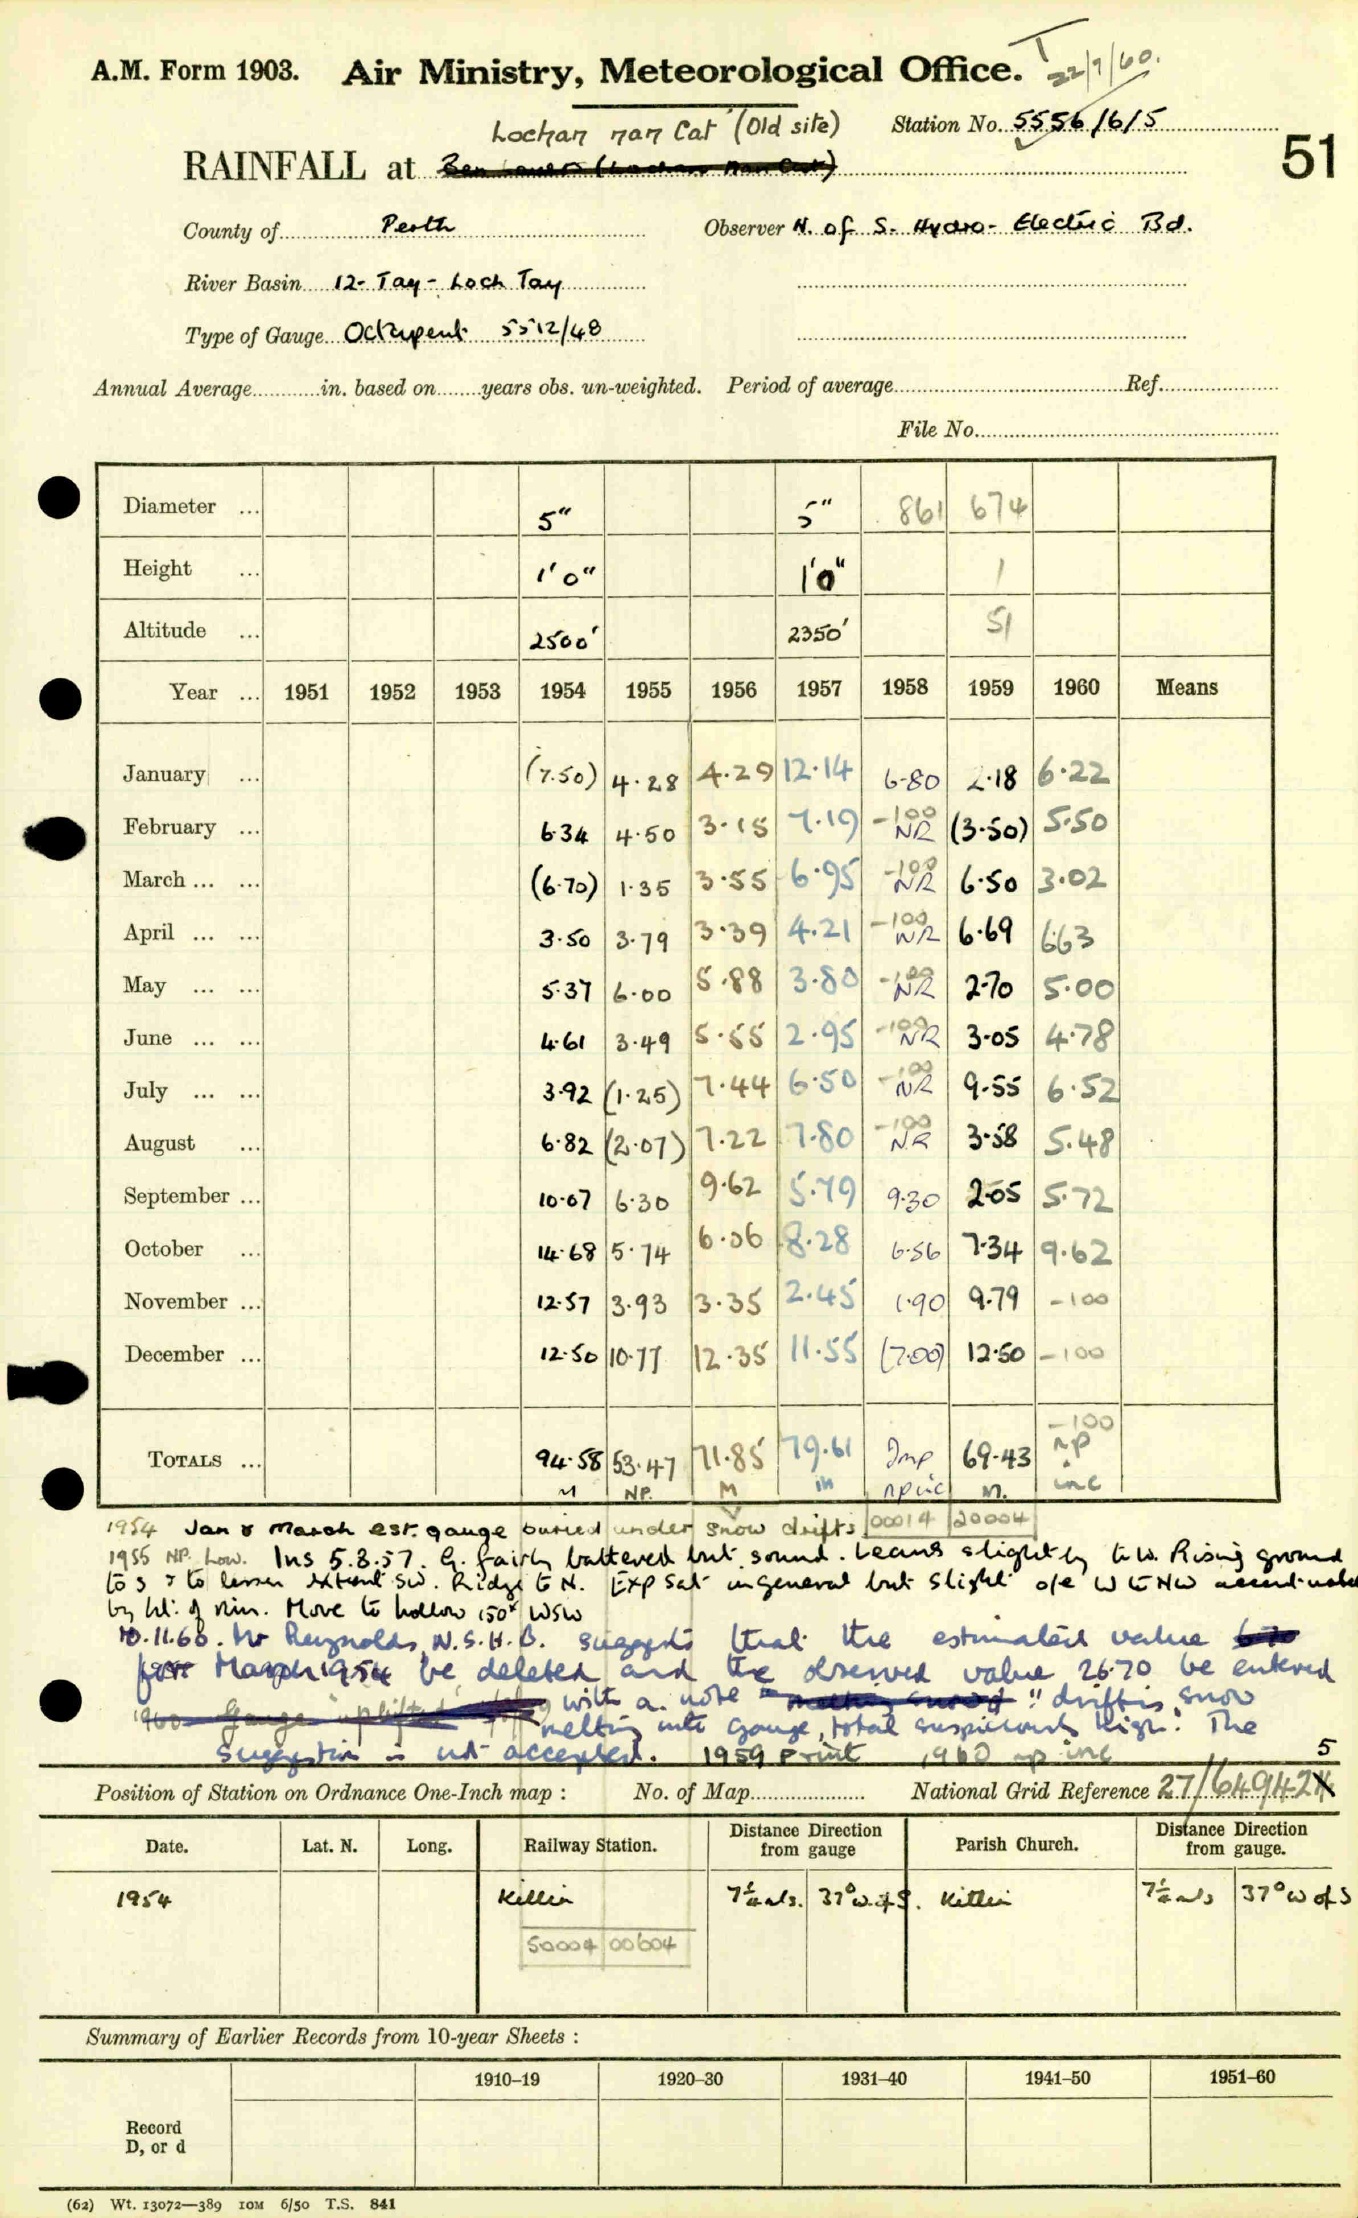 A.M. Form 1903. Air Ministry, Meteorological Office. T 22/9/60.
Lochan nan Cat (Old site) Station No. 5556/6/5
RAINFALL at Ben Lawers (Lochan Nan Cat) 51
County of Perth Observer N. of S. Hydro-Electric Bd.
River Basin 12-Tay-Loch Tay
Type of Gauge Octapent 5512/48
Annual Average in. based on years obs. un-weighted. Period of average Ref.
File No.
Diameter ... 5" 5" 861 674
Height ... 1'0" 1'0" 1
Altitude ... 2500' 2350' 51
Year ... 1951 1952 1953 1954 1955 1956 1957 1958 1959 1960 Means
January ... (7.50) 4.28 4.29 12.14 6.80 2.18 6.22
February ... 6.34 4.50 3.15 7.19 -100 NR (3.50) 5.50
March ... ... (6.70) 1.35 3.55 6.95 -100 NR 6.50 3.02
April ... ... 3.50 3.79 3.39 4.21 -100 NR 6.69 6.63
May ... ... 5.37 6.00 5.88 3.80 -100 NR 2.70 5.00
June ... ... 4.61 3.49 5.55 2.95 -100 NR 3.05 4.78
July ... ... 3.92 (1.25) 7.44 6.50 -100 NR 9.55 6.52
August ... 6.82 (2.07) 7.22 7.80 -100 NR 3.58 5.48
September ... 10.07 6.30 9.62 5.79 9.30 2.05 5.72
October ... 14.68 5.74 6.06 8.28 6.56 7.34 9.62
November ... 12.57 3.93 3.35 2.45 1.90 9.79 -100
December ... 12.50 10.77 12.35 11.55 (7.00) 12.50 -100
-100
TOTALS ... 94.58 53.47 71.85 79.61 Imp 69.43 np
M NP. M m np inc M. inc
1954 Jan & March est. gauge buried under snow drifts 00014 20004
1955 NP Low. Ins 5.8.57. G. fairly battered but sound. Leans slightly to W. Rising ground
to S & to lesser extent SW. Ridge to N. Exp sat in general but slight o/e W to NW accentuated
by ht. of rim. Move to hollow 150x WSW
10.11.60. Mr Reynolds, N.S.H.B. suggests that the estimated value 6.70
for March 1954 be deleted and the observed value 26.70 be entered
1960 Gauge uplifted with a note "drifting snow
melting into gauge, total suspiciously high." The
suggestion is not accepted. 1959 print 1960 np inc
Position of Station on Ordnance One-Inch map : No. of Map National Grid Reference 27/649424 5
Date. Lat. N. Long. Railway Station. Distance from Direction gauge Parish Church. Distance from Direction gauge.
1954 Killin 7¼ mls. 37° W. of S. Killin 7¼ mls 37° W of S
50004 00604
Summary of Earlier Records from 10-year Sheets :
1910–19 1920–30 1931–40 1941–50 1951–60
Record
D, or d
(62) Wt. 13072—389 10M 6/50 T.S. 841